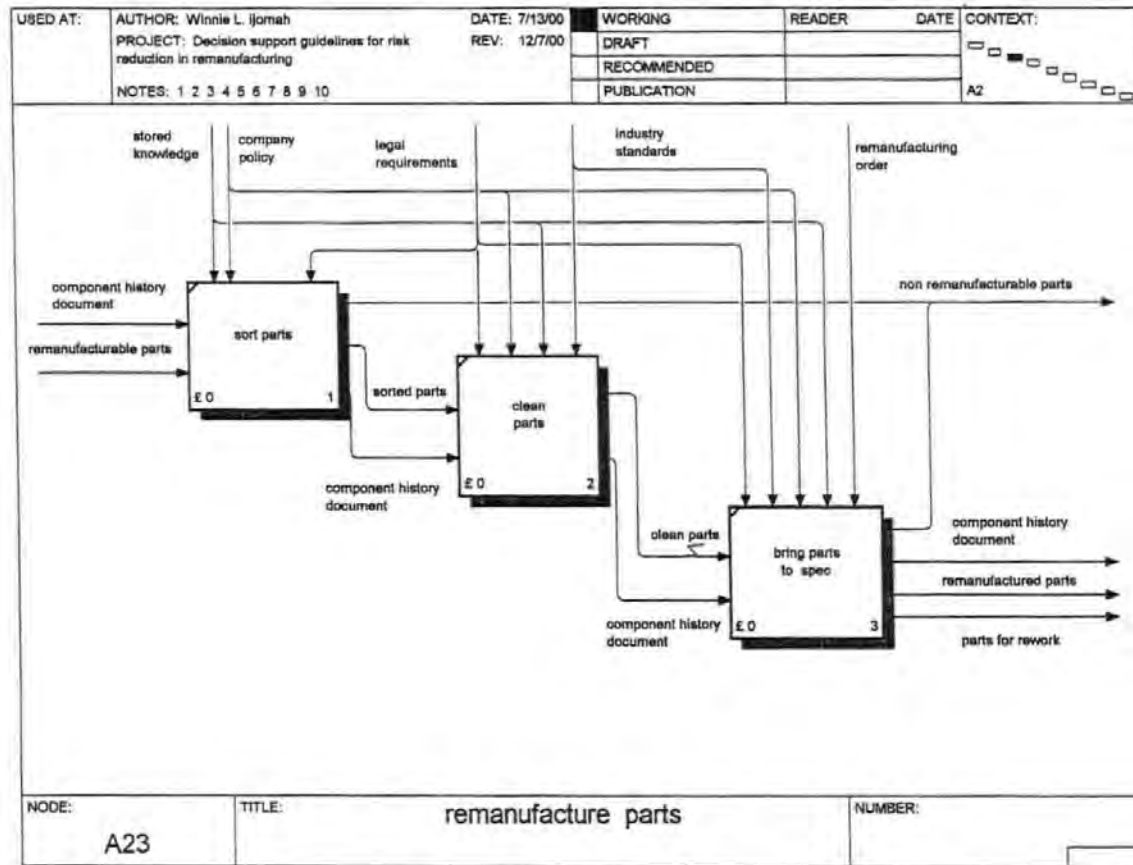 USED AT:
AUTHOR: Winnie L. Ijomah
DATE: 7/13/00
WORKING
READER
DATE
CONTEXT:
PROJECT: Decision support guidelines for risk
REV: 12/7/00
DRAFT
reduction in remanufacturing
RECOMMENDED
NOTES: 1 2 3 4 5 6 7 8 9 10
PUBLICATION
A2
stored
knowledge
company
policy
legal
requirements
industry
standards
remanufacturing
order
component history
document
non remanufacturable parts
sort parts
remanufacturable parts
£ 0
1
sorted parts
clean
parts
component history
document
£ 0
2
clean parts
bring parts
to spec
component history
document
remanufactured parts
component history
document
£ 0
3
parts for rework
NODE:
TITLE:
remanufacture parts
NUMBER:
A23